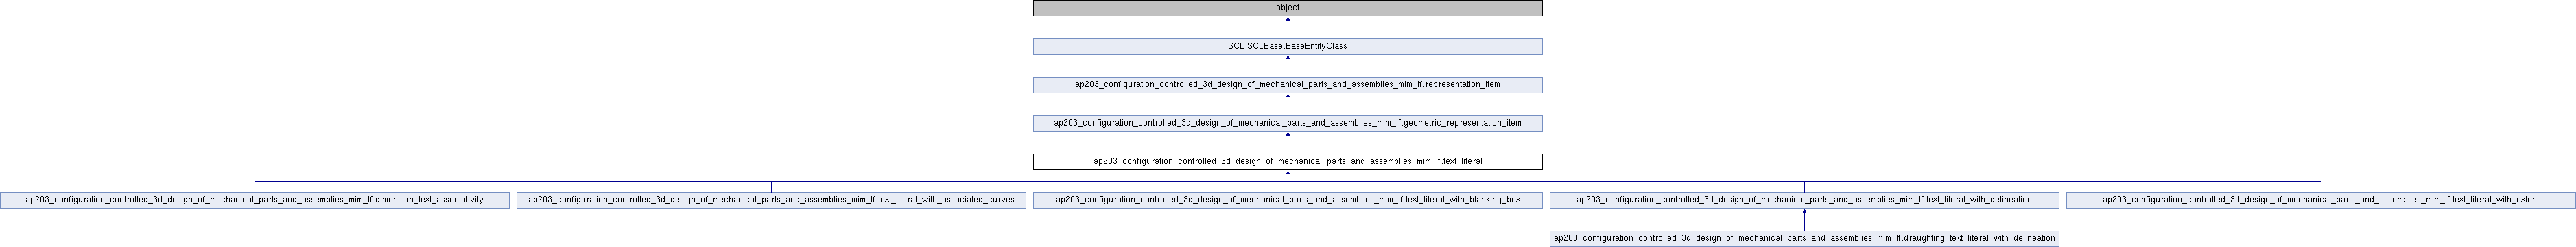 object
SCL.SCLBase.BaseEntityClass
ap203_configuration_controlled_3d_design_of_mechanical_parts_and_assemblies_mim_lf.representation_item
ap203_configuration_controlled_3d_design_of_mechanical_parts_and_assemblies_mim_lf.geometric_representation_item
ap203_configuration_controlled_3d_design_of_mechanical_parts_and_assemblies_mim_lf.text_literal
ap203_configuration_controlled_3d_design_of_mechanical_parts_and_assemblies_mim_lf.dimension_text_associativity
ap203_configuration_controlled_3d_design_of_mechanical_parts_and_assemblies_mim_lf.text_literal_with_associated_curves
ap203_configuration_controlled_3d_design_of_mechanical_parts_and_assemblies_mim_lf.text_literal_with_blanking_box
ap203_configuration_controlled_3d_design_of_mechanical_parts_and_assemblies_mim_lf.text_literal_with_delineation
ap203_configuration_controlled_3d_design_of_mechanical_parts_and_assemblies_mim_lf.text_literal_with_extent
ap203_configuration_controlled_3d_design_of_mechanical_parts_and_assemblies_mim_lf.draughting_text_literal_with_delineation